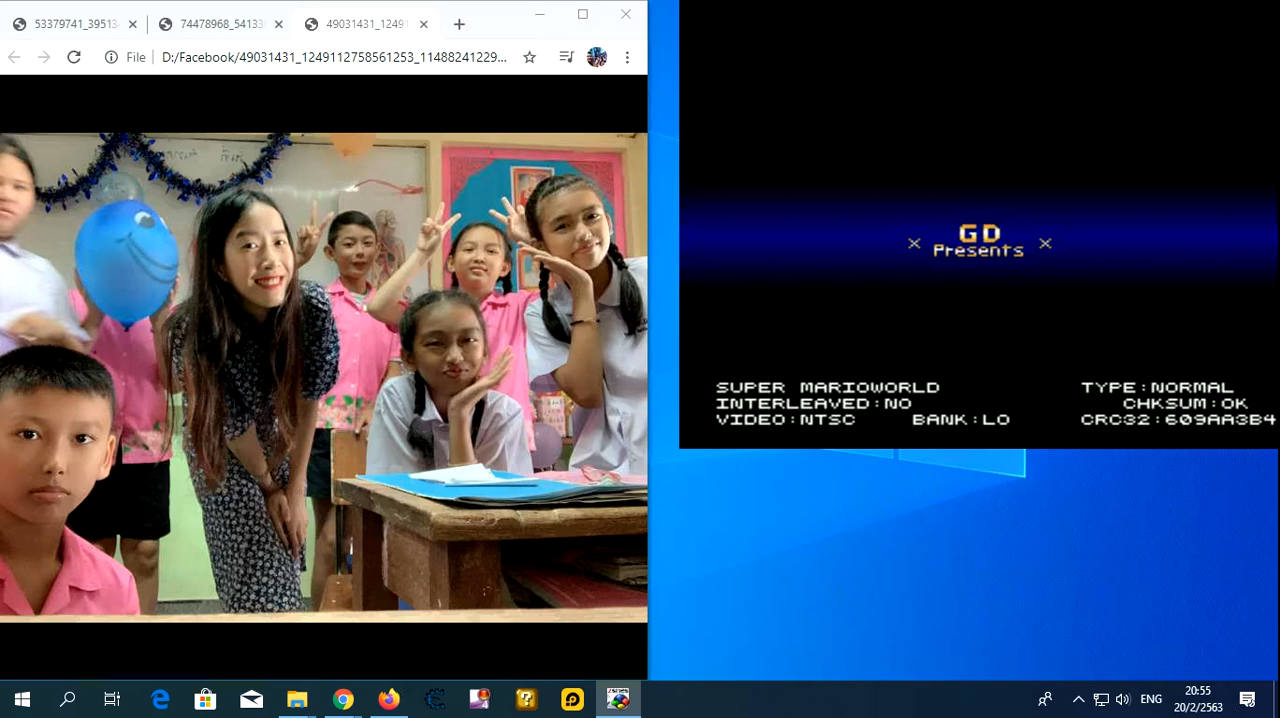 53379741_39513
74478968_54133
49031431_1249
File
D:/Facebook/49031431_1249112758561253_11488241229...
GD
Presents
SUPER MARIOWORLD TYPE:NORMAL
INTERLEAVED:NO CHKSUM:OK
VIDEO:NTSC BANK:LO CRC32:609AA3B4
zsnes
ENG
20:55
20/2/2563